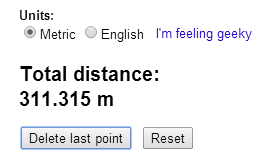 Units:
Metric English I'm feeling geeky
Total distance:
311.315 m
Delete last point Reset